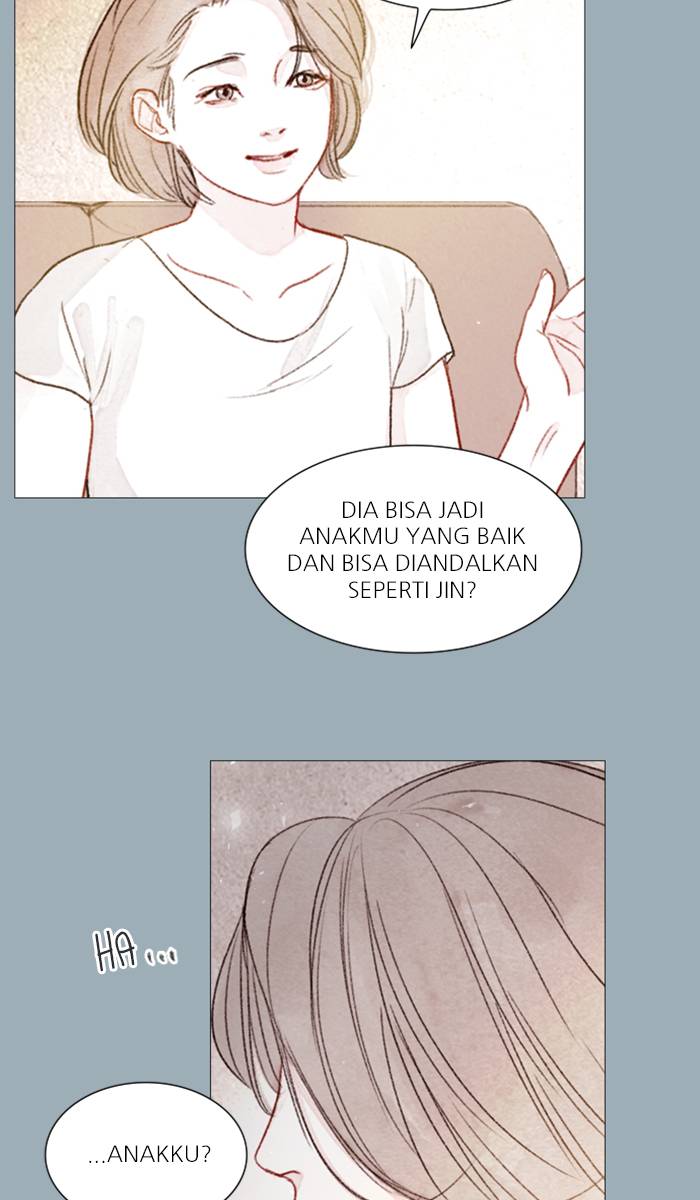 DIA BISA JADI
ANAKMU YANG BAIK
DAN BISA DIANDALKAN
SEPERTI JIN?
HA...
...ANAKKU?